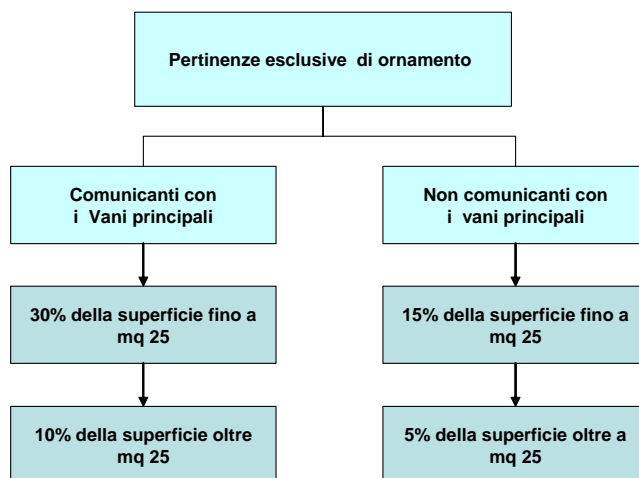 Pertinenze esclusive di ornamento
Comunicanti con
i Vani principali
Non comunicanti con
i vani principali
30% della superficie fino a
mq 25
15% della superficie fino a
mq 25
10% della superficie oltre
mq 25
5% della superficie oltre a
mq 25